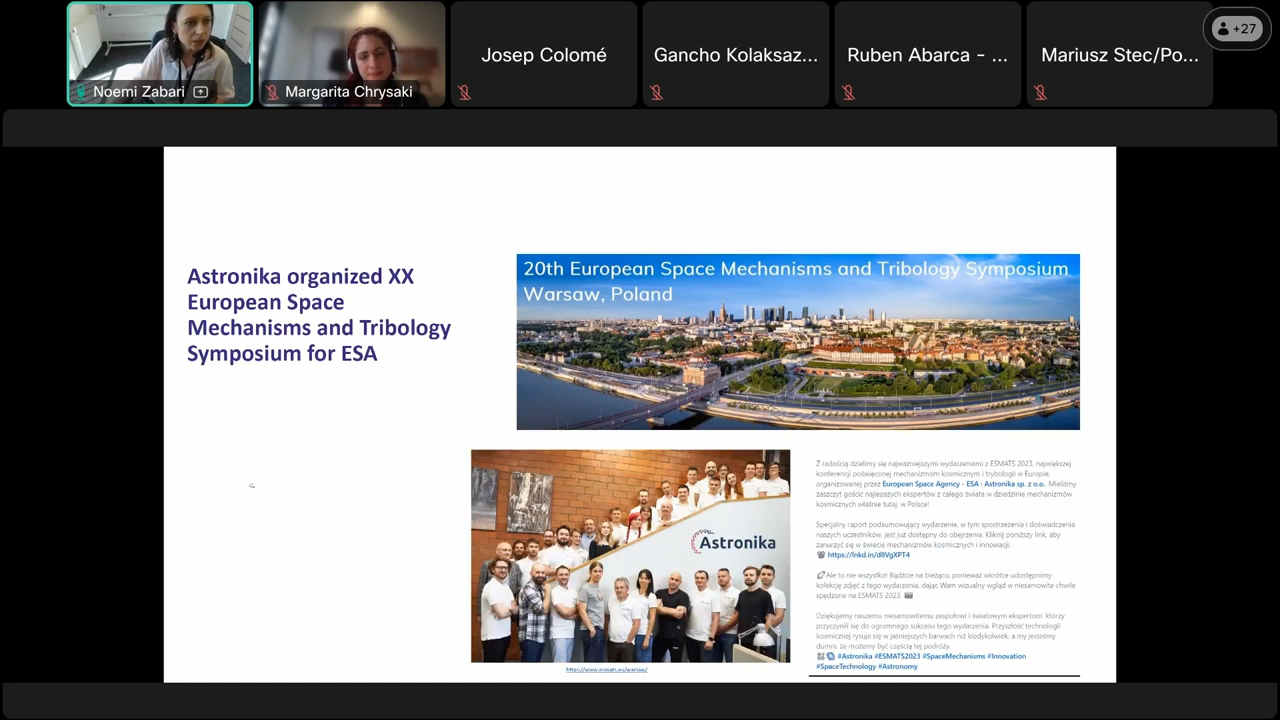 Noemi Zabari
Margarita Chrysaki
Josep Colomé
Gancho Kolaksaz...
Ruben Abarca - ...
Mariusz Stec/Po...
+27
Astronika organized XX
European Space
Mechanisms and Tribology
Symposium for ESA
20th European Space Mechanisms and Tribology Symposium
Warsaw, Poland
Astronika
https://www.esmats.eu/warsaw/
Z radością dzielimy się najważniejszymi wydarzeniami z ESMATS 2023, największej
konferencji poświęconej mechanizmom kosmicznym i trybologii w Europie,
organizowanej przez European Space Agency - ESA i Astronika sp. z o.o.. Mieliśmy
zaszczyt gościć najlepszych ekspertów z całego świata w dziedzinie mechanizmów
kosmicznych właśnie tutaj, w Polsce!
Specjalny raport podsumowujący wydarzenie, w tym spostrzeżenia i doświadczenia
naszych uczestników, jest już dostępny do obejrzenia. Kliknij poniższy link, aby
zanurzyć się w świecie mechanizmów kosmicznych i innowacji:
https://lnkd.in/d8VgXPT4
Ale to nie wszystko! Bądźcie na bieżąco, ponieważ wkrótce udostępnimy
kolekcję zdjęć z tego wydarzenia, dając Wam wizualny wgląd w niesamowite chwile
spędzone na ESMATS 2023.
Dziękujemy naszemu niesamowitemu zespołowi i światowym ekspertom, którzy
przyczynili się do ogromnego sukcesu tego wydarzenia. Przyszłość technologii
kosmicznej rysuje się w jaśniejszych barwach niż kiedykolwiek, a my jesteśmy
dumni, że możemy być częścią tej podróży.
#Astronika #ESMATS2023 #SpaceMechanisms #Innovation
#SpaceTechnology #Astronomy